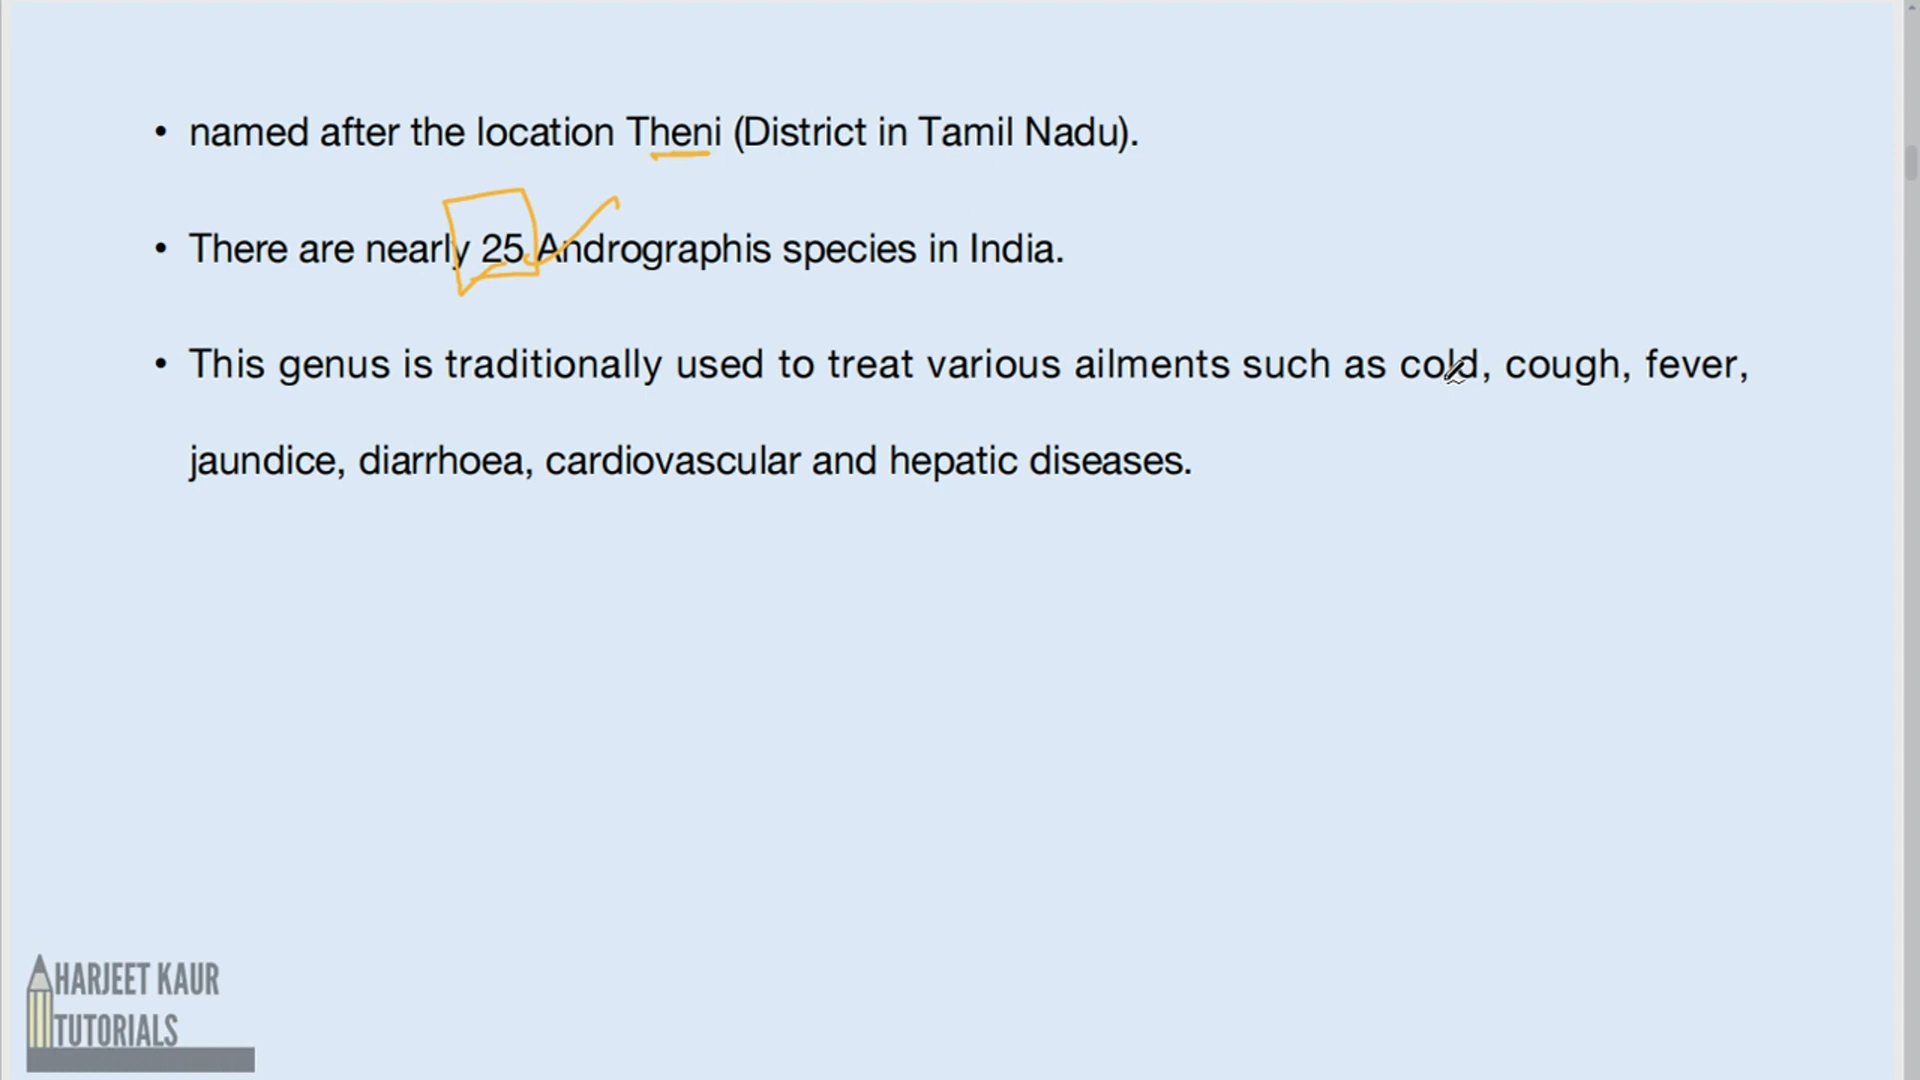 • named after the location Theni (District in Tamil Nadu).
• There are nearly 25 Andrographis species in India.
• This genus is traditionally used to treat various ailments such as cold, cough, fever,
jaundice, diarrhoea, cardiovascular and hepatic diseases.
HARJEET KAUR
TUTORIALS